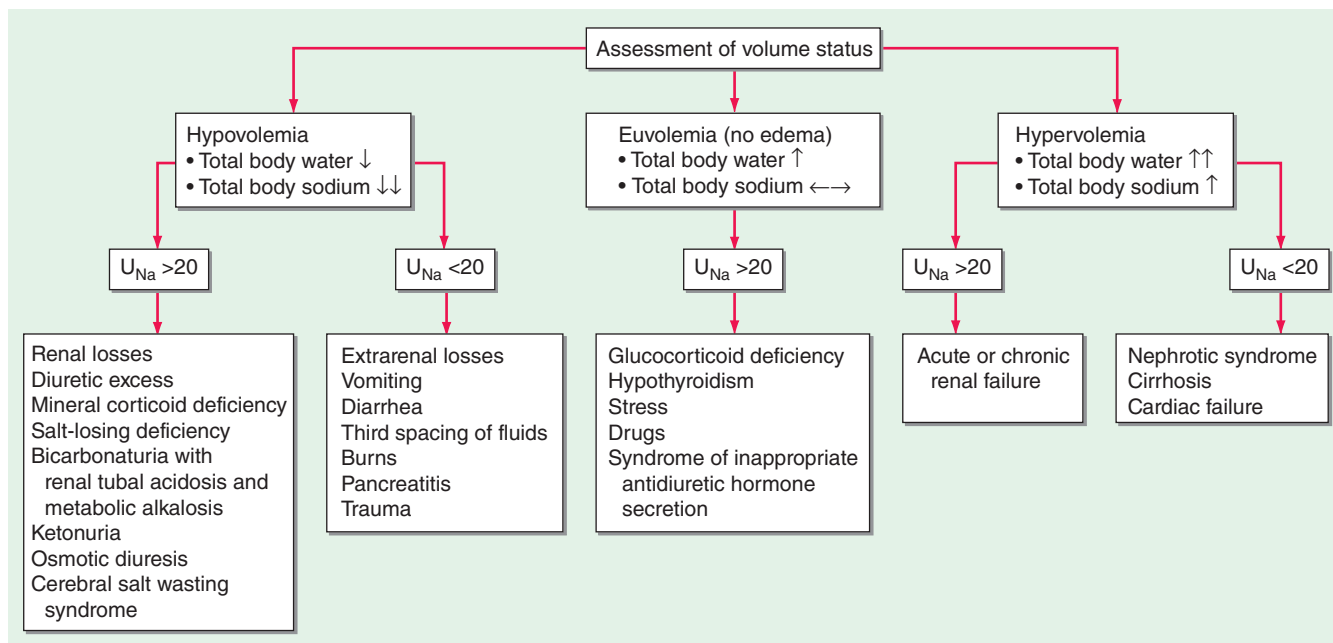 Assessment of volume status
Hypovolemia
• Total body water ↓
• Total body sodium ↓↓
Euvolemia (no edema)
• Total body water ↑
• Total body sodium ←→
Hypervolemia
• Total body water ↑↑
• Total body sodium ↑
UNa >20
UNa <20
UNa >20
UNa >20
UNa <20
Renal losses
Diuretic excess
Mineral corticoid deficiency
Salt-losing deficiency
Bicarbonaturia with
renal tubal acidosis and
metabolic alkalosis
Ketonuria
Osmotic diuresis
Cerebral salt wasting
syndrome
Extrarenal losses
Vomiting
Diarrhea
Third spacing of fluids
Burns
Pancreatitis
Trauma
Glucocorticoid deficiency
Hypothyroidism
Stress
Drugs
Syndrome of inappropriate
antidiuretic hormone
secretion
Acute or chronic
renal failure
Nephrotic syndrome
Cirrhosis
Cardiac failure